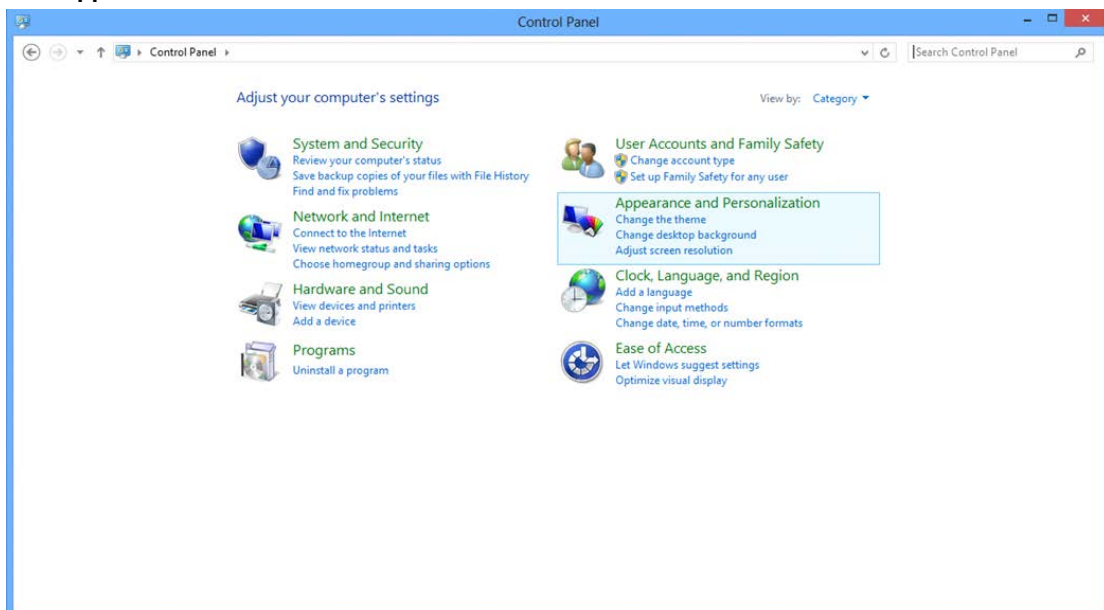 Control Panel
Control Panel
Search Control Panel
Adjust your computer's settings
View by: Category
System and Security
Review your computer's status
Save backup copies of your files with File History
Find and fix problems
Network and Internet
Connect to the Internet
View network status and tasks
Choose homegroup and sharing options
Hardware and Sound
View devices and printers
Add a device
Programs
Uninstall a program
User Accounts and Family Safety
Change account type
Set up Family Safety for any user
Appearance and Personalization
Change the theme
Change desktop background
Adjust screen resolution
Clock, Language, and Region
Add a language
Change input methods
Change date, time, or number formats
Ease of Access
Let Windows suggest settings
Optimize visual display